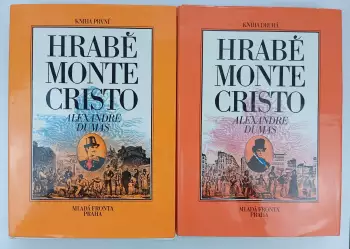 KNIHA PRVNÍ
HRABĚ
MONTE
CRISTO
ALEXANDRE
DUMAS
MLADÁ FRONTA
PRAHA
KNIHA DRUHÁ
HRABĚ
MONTE
CRISTO
ALEXANDRE
DUMAS
MLADÁ FRONTA
PRAHA